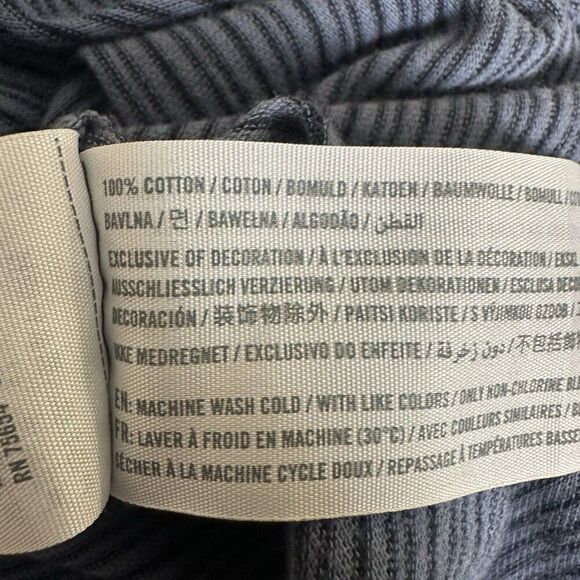 100% COTTON / COTON / BOMULD / KATOEN / BAUMWOLLE / BOMULL /
BAVLNA / 면 / BAWEŁNA / ALGODÃO / القطن
EXCLUSIVE OF DECORATION / À L'EXCLUSION DE LA DÉCORATION / EKSKL
AUSSCHLIESSLICH VERZIERUNG / UTOM DEKORATIONEN / ESCLUSA
DECORACIÓN / 装饰物除外 / PAITSI KORISTE / S VÝJIMKOU OZDOB /
IKKE MEDREGNET / EXCLUSIVO DO ENFEITE / دون زخرفة / 不包括
EN: MACHINE WASH COLD / WITH LIKE COLORS / ONLY NON-CHLORINE
FR: LAVER À FROID EN MACHINE (30°C) / AVEC COULEURS SIMILAIRES /
SÉCHER À LA MACHINE CYCLE DOUX / REPASSAGE À TEMPÉRATURES BASSE
RN 75654